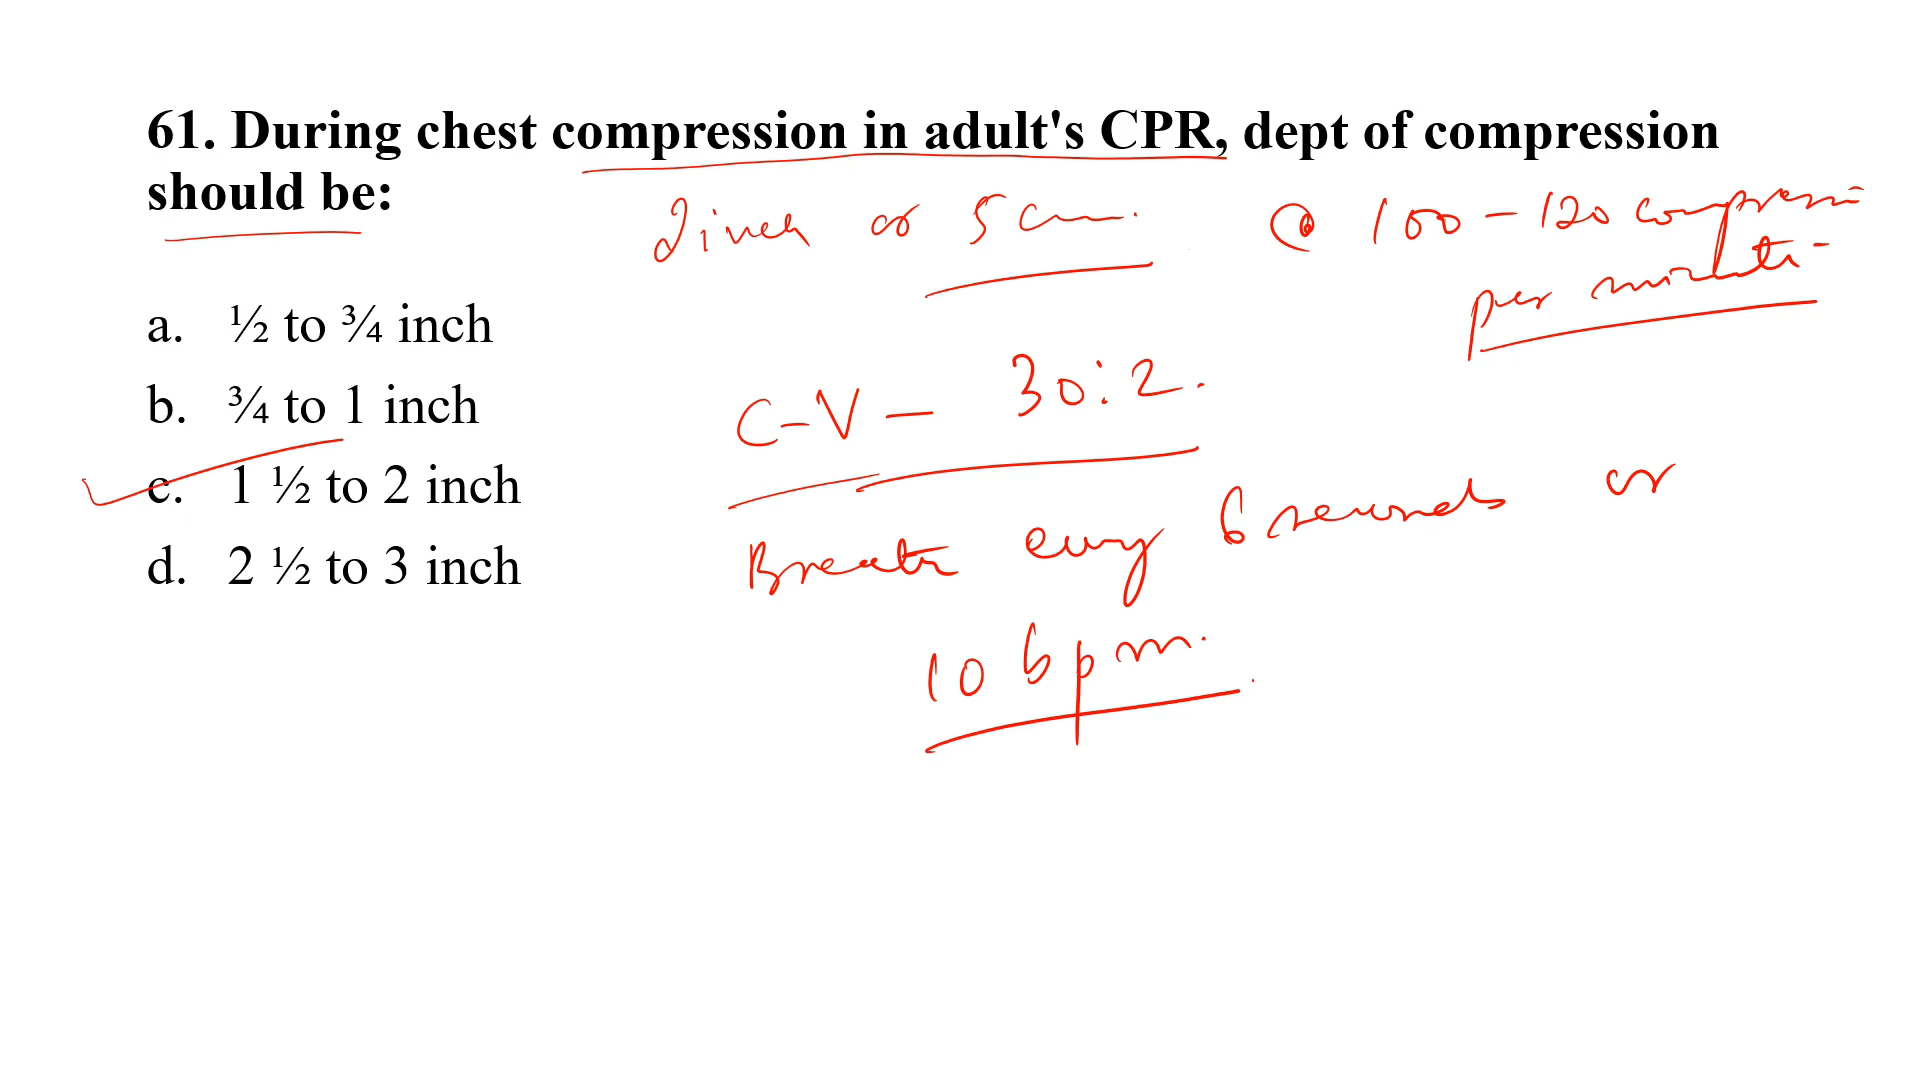 61. During chest compression in adult's CPR, dept of compression
should be:
2 inch or 5 cm. @ 100 - 120 compressi
per minute -
a. ½ to ¾ inch
b. ¾ to 1 inch
c. 1 ½ to 2 inch
d. 2 ½ to 3 inch
C-V - 30:2.
Breath every 6 seconds or
10 bpm.